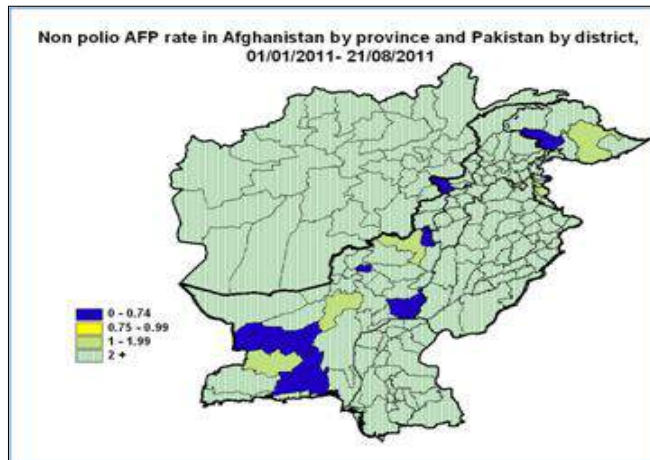 Non polio AFP rate in Afghanistan by province and Pakistan by district,
01/01/2011- 21/08/2011
0 - 0.74
0.75 - 0.99
1 - 1.99
2 +